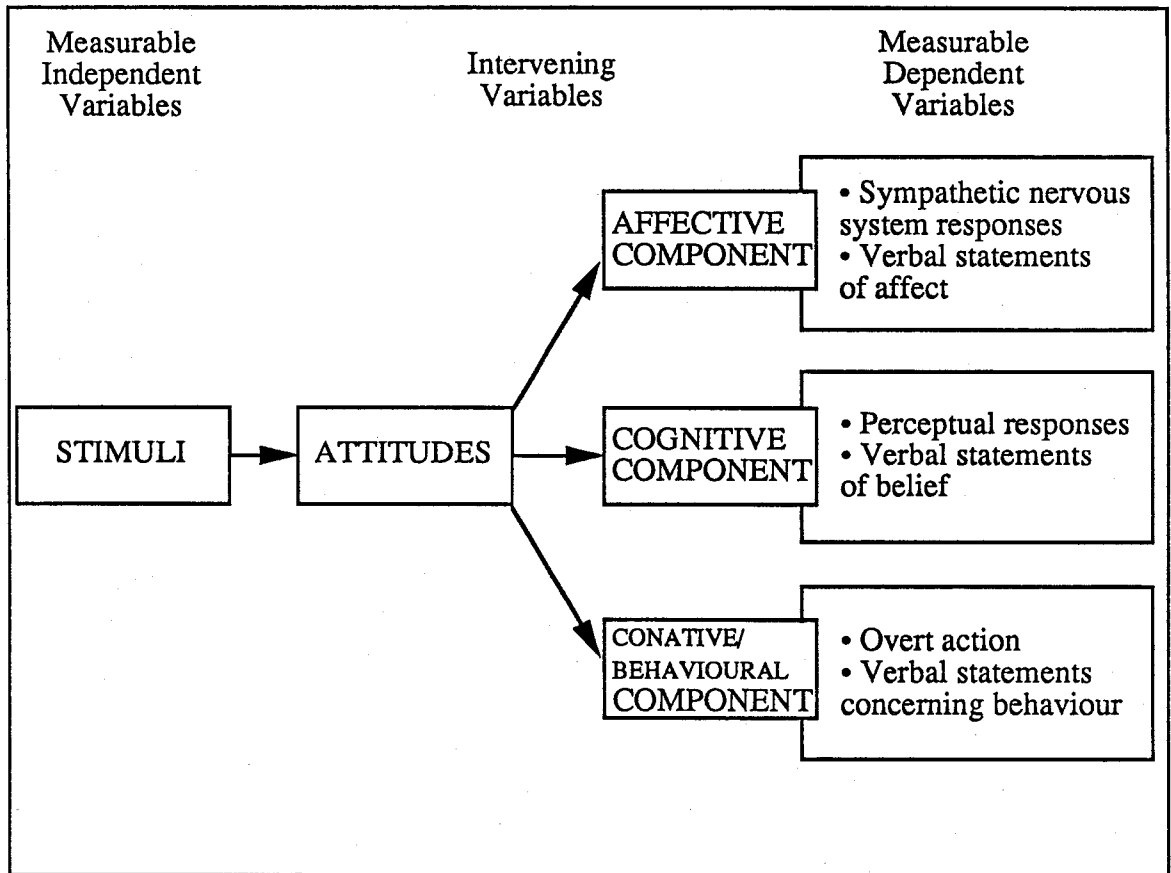 Measurable
Independent
Variables
Intervening
Variables
Measurable
Dependent
Variables
AFFECTIVE
COMPONENT
• Sympathetic nervous
system responses
• Verbal statements
of affect
STIMULI
ATTITUDES
COGNITIVE
COMPONENT
• Perceptual responses
• Verbal statements
of belief
CONATIVE/
BEHAVIOURAL
COMPONENT
• Overt action
• Verbal statements
concerning behaviour